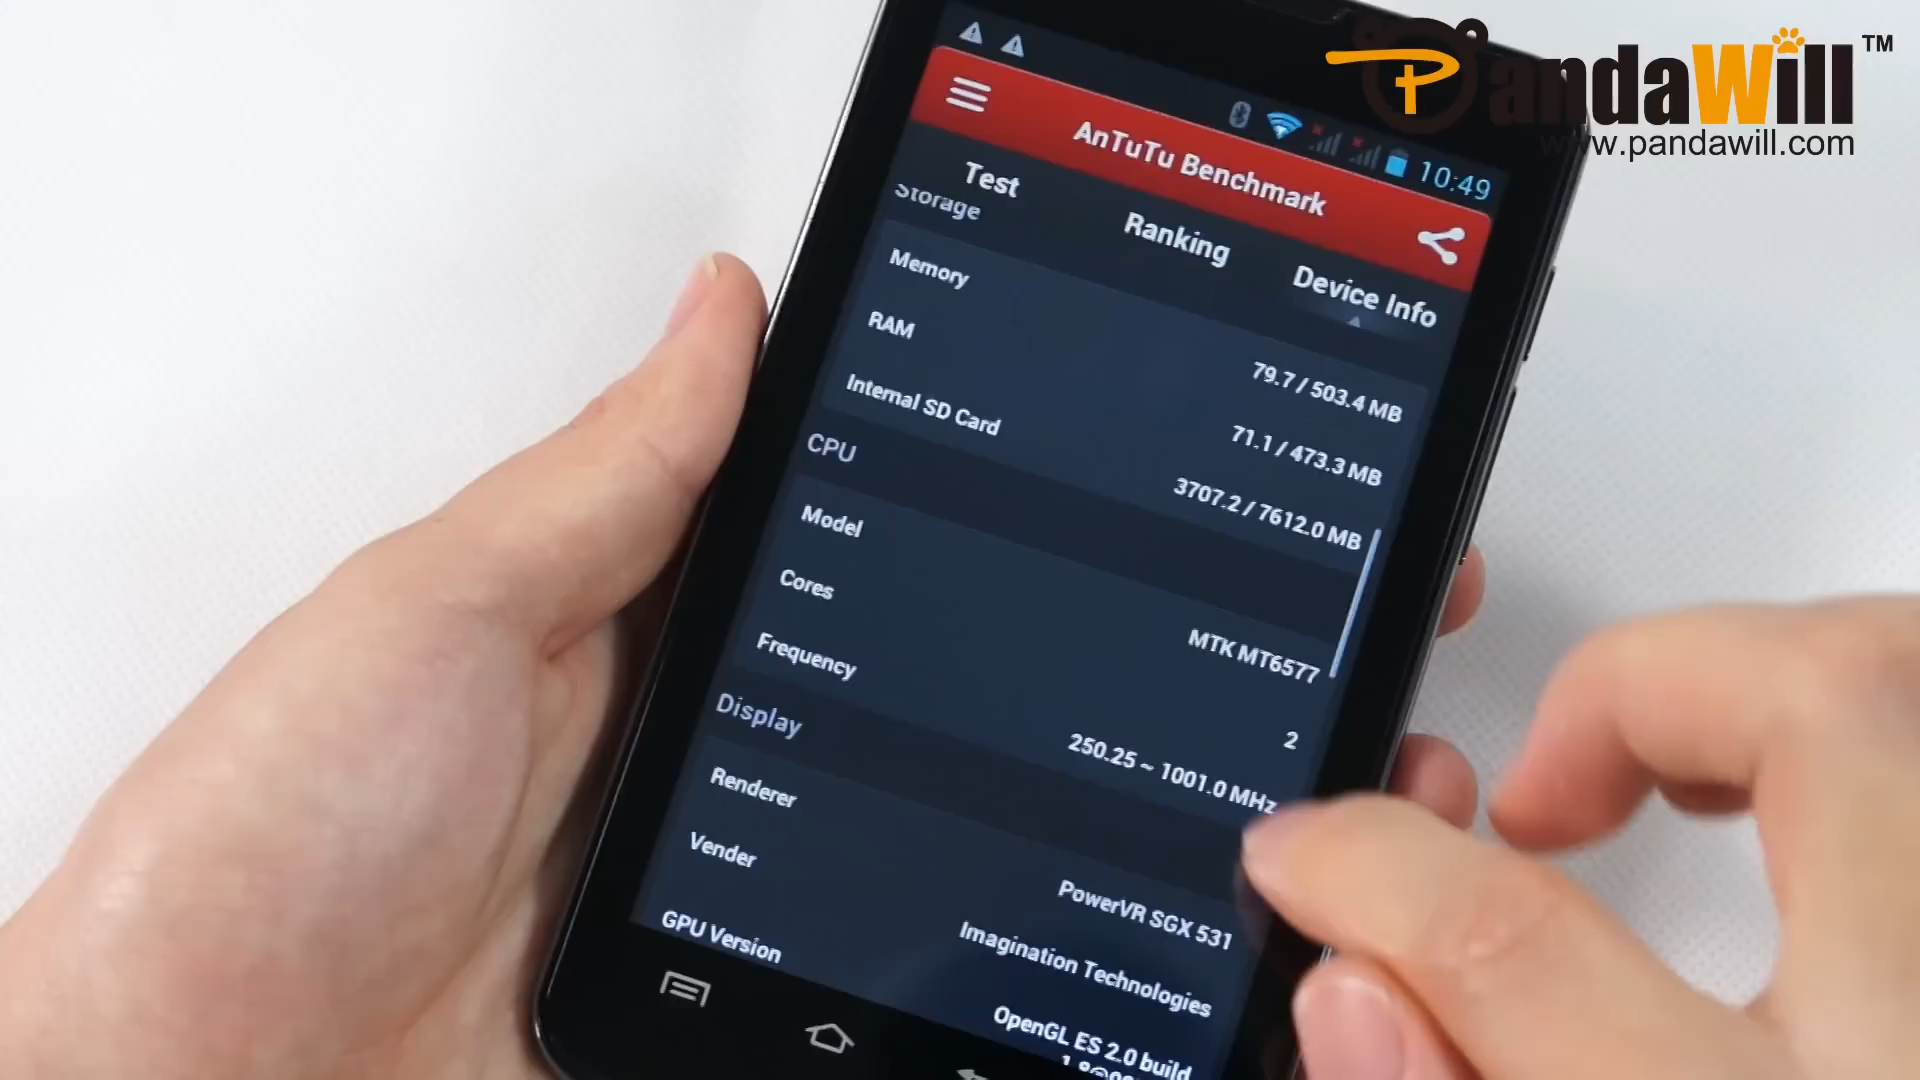 PandaWill™
www.pandawill.com
10:49
AnTuTu Benchmark
Test
Ranking
Device Info
Storage
Memory
79.7 / 503.4 MB
RAM
71.1 / 473.3 MB
Internal SD Card
3707.2 / 7612.0 MB
CPU
Model
MTK MT6577
Cores
2
Frequency
250.25 ~ 1001.0 MHz
Display
Renderer
PowerVR SGX 531
Vender
Imagination Technologies
GPU Version
OpenGL ES 2.0 build